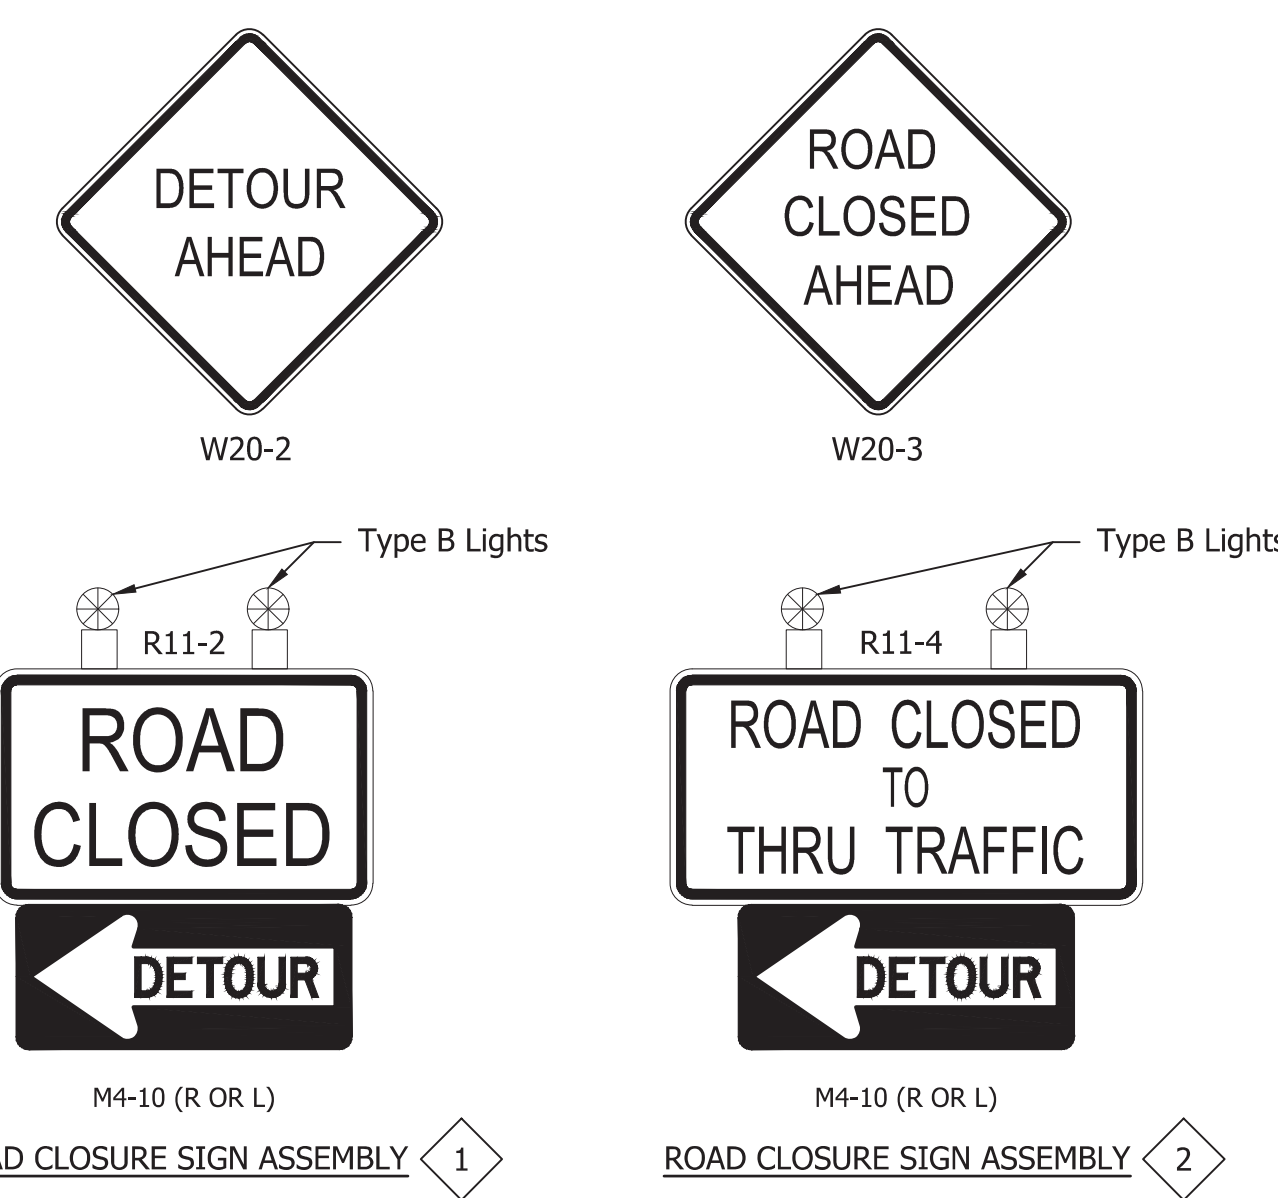 DETOUR
AHEAD
W20-2
ROAD
CLOSED
AHEAD
W20-3
Type B Lights
R11-2
ROAD
CLOSED
DETOUR
M4-10 (R OR L)
AD CLOSURE SIGN ASSEMBLY 1
Type B Lights
R11-4
ROAD CLOSED
TO
THRU TRAFFIC
DETOUR
M4-10 (R OR L)
ROAD CLOSURE SIGN ASSEMBLY 2